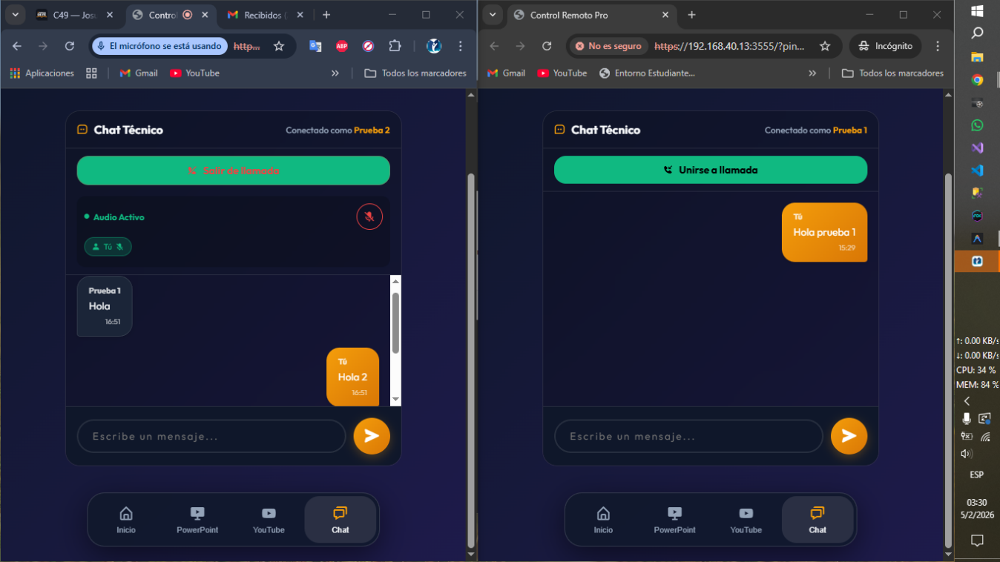 C49 — Josu
Control
Recibidos (
El micrófono se está usando
http...
ABP
Aplicaciones
Gmail
YouTube
»
Todos los marcadores
Chat Técnico
Conectado como Prueba 2
Salir de llamada
Audio Activo
Tú
Prueba 1
Hola
16:51
Tú
Hola 2
16:51
Escribe un mensaje...
Inicio
PowerPoint
YouTube
Chat
Control Remoto Pro
No es seguro
https://192.168.40.13:3555/?pin...
Incógnito
Gmail
YouTube
Entorno Estudiante...
»
Todos los marcadores
Chat Técnico
Conectado como Prueba 1
Unirse a llamada
Tú
Hola prueba 1
15:29
Escribe un mensaje...
Inicio
PowerPoint
YouTube
Chat
↑: 0.00 KB/s
↓: 0.00 KB/s
CPU: 34 %
MEM: 84 %
ESP
03:30
5/2/2026